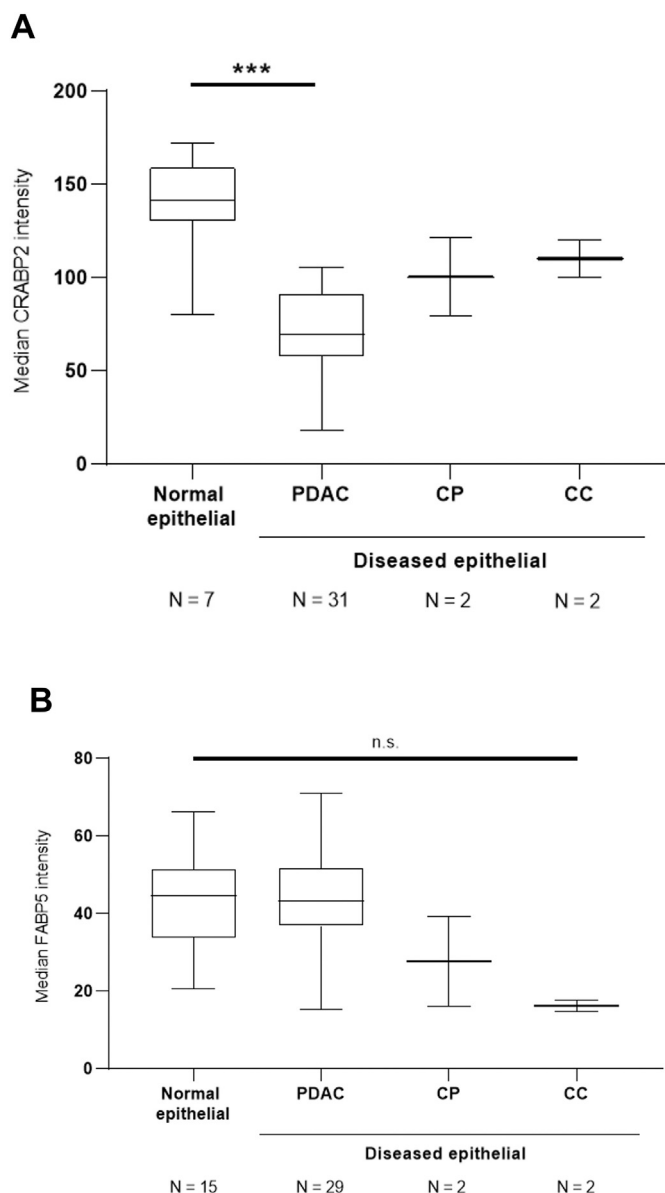 A
***
200
150
100
50
0
Median CRABP2 intensity
Normal
epithelial
PDAC
CP
CC
Diseased epithelial
N = 7
N = 31
N = 2
N = 2
B
n.s.
80
60
40
20
0
Median FABP5 intensity
Normal
epithelial
PDAC
CP
CC
Diseased epithelial
N = 15
N = 29
N = 2
N = 2